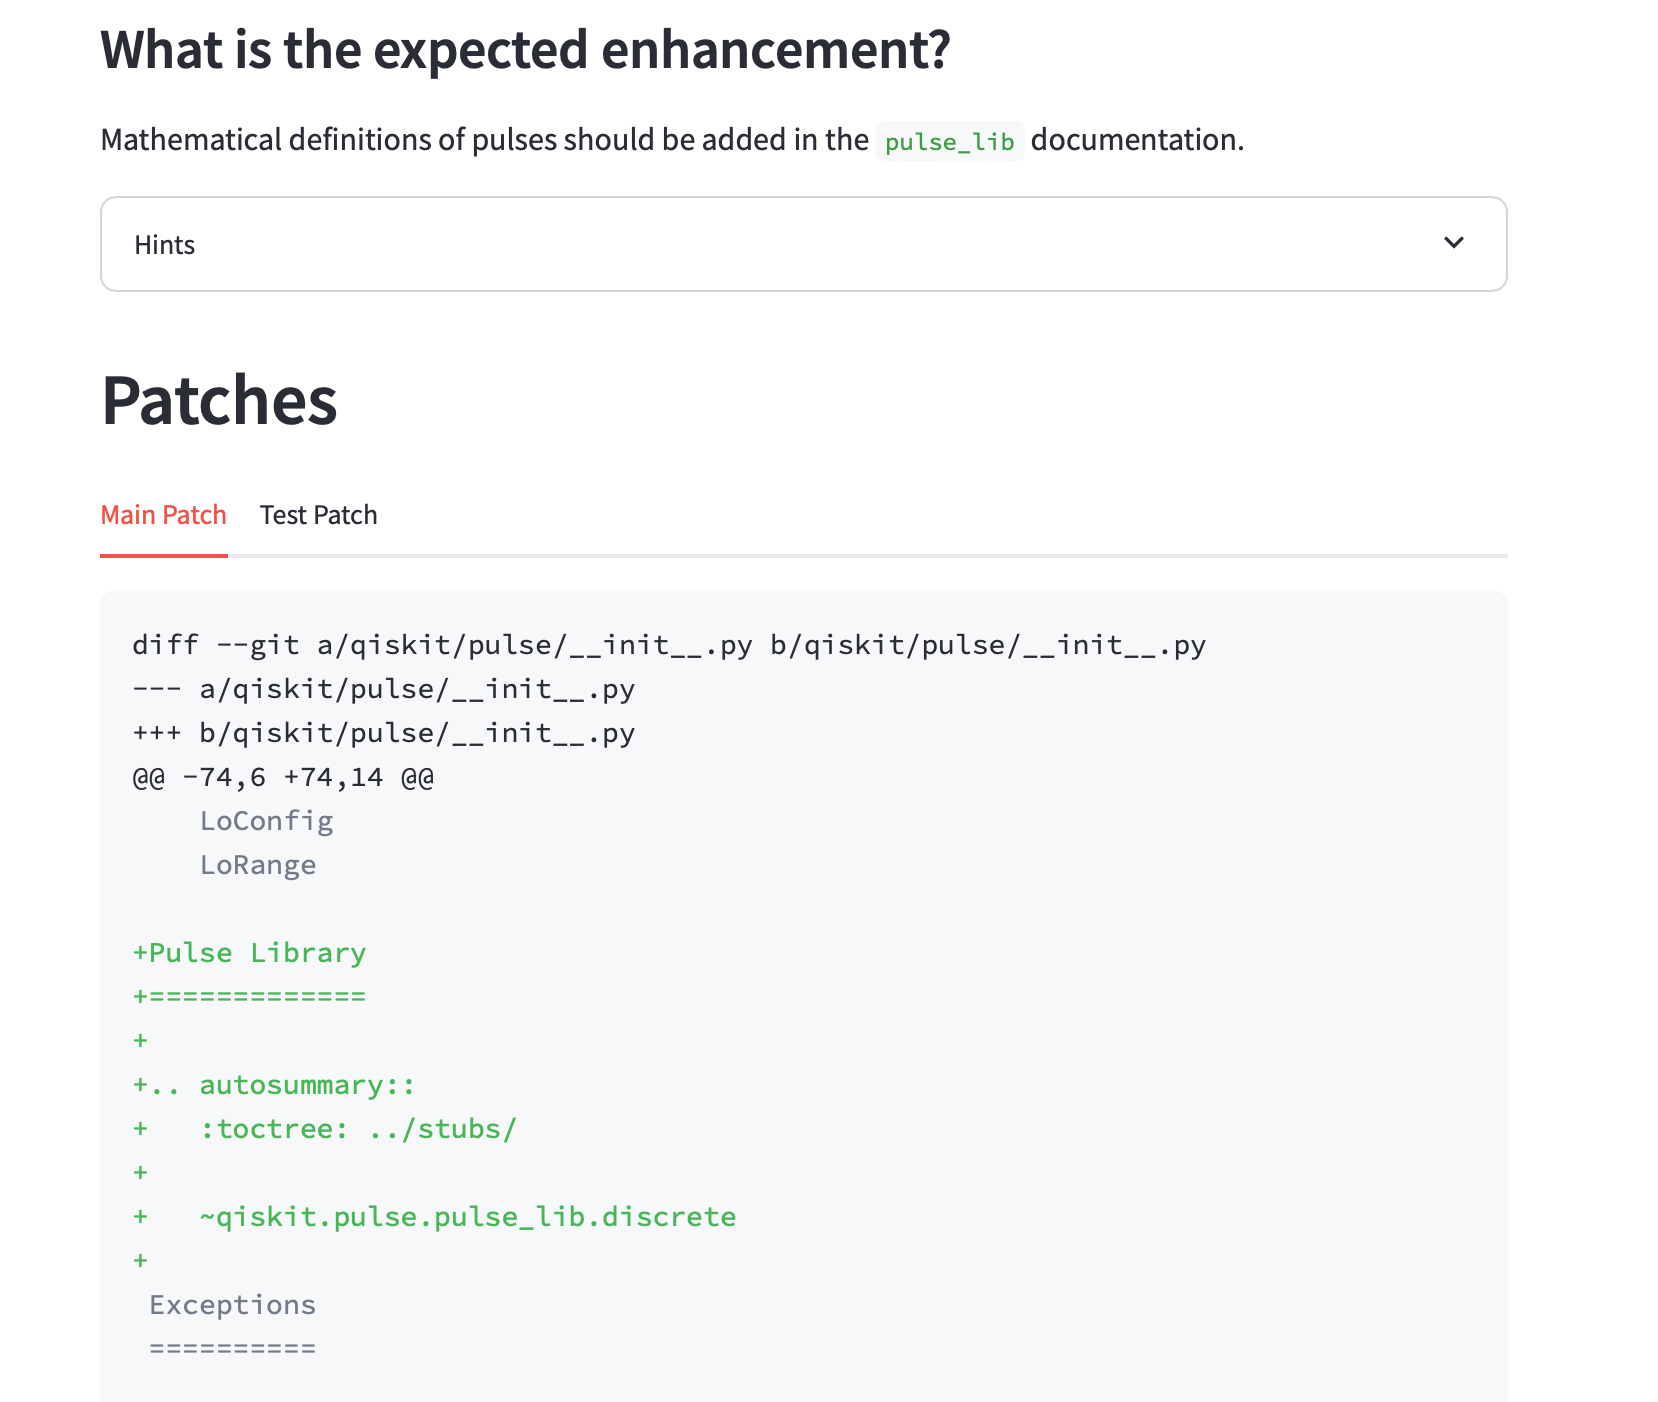 What is the expected enhancement?
Mathematical definitions of pulses should be added in the pulse_lib documentation.
Hints
Patches
Main Patch Test Patch
diff --git a/qiskit/pulse/__init__.py b/qiskit/pulse/__init__.py
--- a/qiskit/pulse/__init__.py
+++ b/qiskit/pulse/__init__.py
@@ -74,6 +74,14 @@
    LoConfig
    LoRange

+Pulse Library
+=============
+
+.. autosummary::
+   :toctree: ../stubs/
+
+   ~qiskit.pulse.pulse_lib.discrete
+
 Exceptions
 ==========